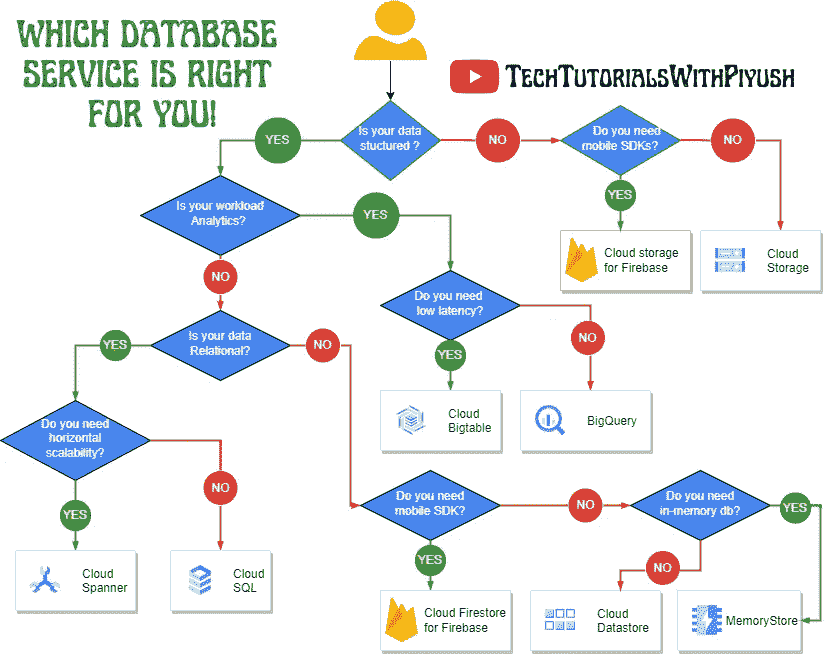 WHICH DATABASE
SERVICE IS RIGHT
FOR YOU!
TECHTUTORIALSWITHPIYUSH
Is your data
stuctured ?
YES
NO
Do you need
mobile SDKs?
NO
YES
Is your workload
Analytics?
YES
Cloud storage
for Firebase
Cloud
Storage
NO
Do you need
low latency?
Is your data
Relational?
YES
NO
NO
YES
Do you need
horizontal
scalability?
Cloud
Bigtable
BigQuery
NO
YES
Do you need
mobile SDK?
NO
Do you need
in-memory db?
YES
YES
NO
Cloud
Spanner
Cloud
SQL
Cloud Firestore
for Firebase
Cloud
Datastore
MemoryStore